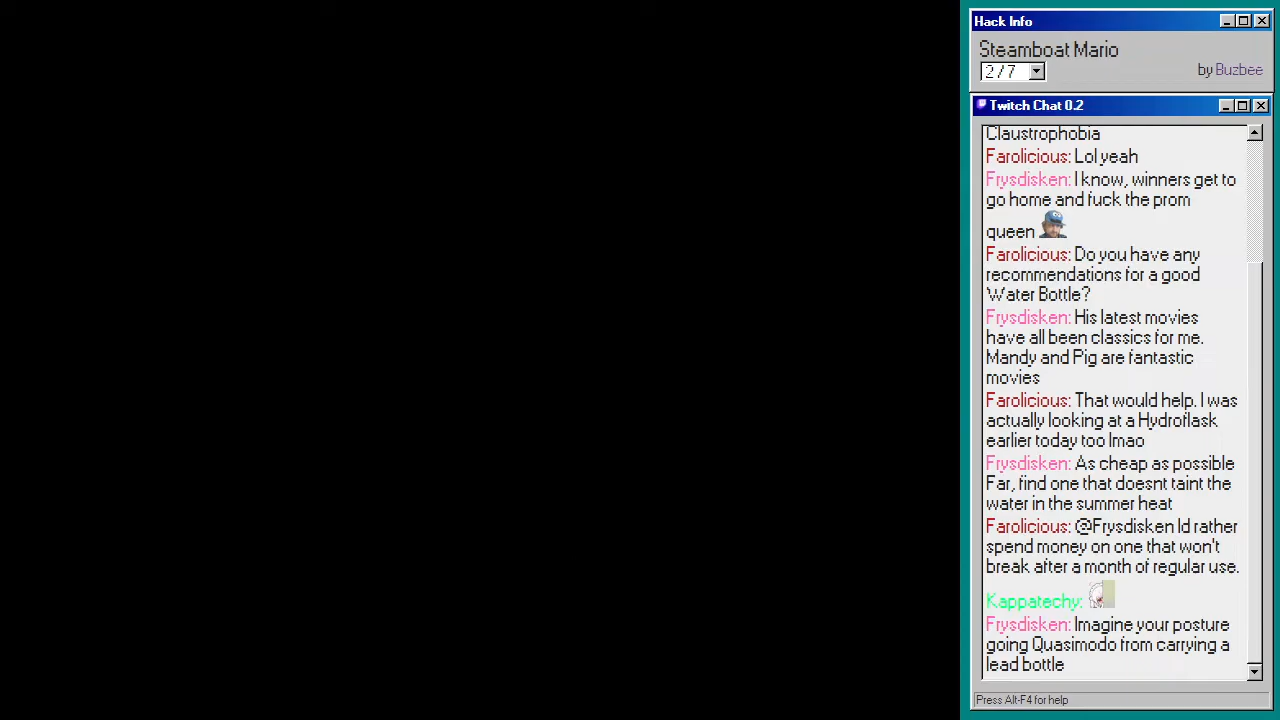 Hack Info
Steamboat Mario
2/7
by Buzbee
Twitch Chat 0.2
Claustrophobia
Farolicious: Lol yeah
Frysdisken: I know, winners get to
go home and fuck the prom
queen
Farolicious: Do you have any
recommendations for a good
Water Bottle?
Frysdisken: His latest movies
have all been classics for me.
Mandy and Pig are fantastic
movies
Farolicious: That would help. I was
actually looking at a Hydroflask
earlier today too lmao
Frysdisken: As cheap as possible
Far, find one that doesnt taint the
water in the summer heat
Farolicious: @Frysdisken Id rather
spend money on one that won't
break after a month of regular use.
Kappatechy:
Frysdisken: Imagine your posture
going Quasimodo from carrying a
lead bottle
Press Alt-F4 for help